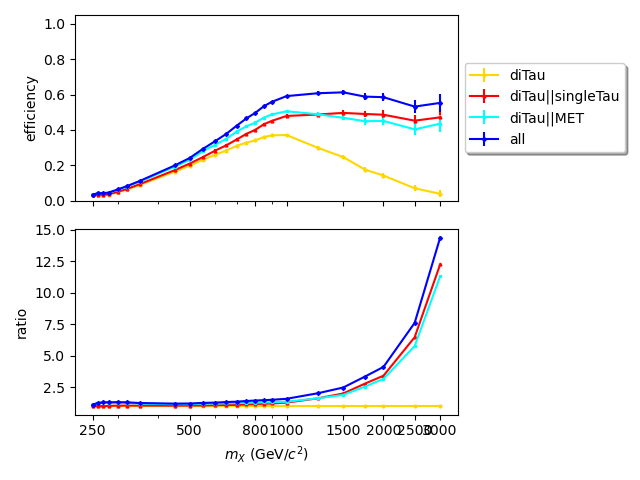 1.0
0.8
0.6
0.4
0.2
0.0
efficiency
diTau
diTau||singleTau
diTau||MET
all
15.0
12.5
10.0
7.5
5.0
2.5
ratio
250 500 800 1000 1500 2000 2500 3000
m_X (GeV/c²)